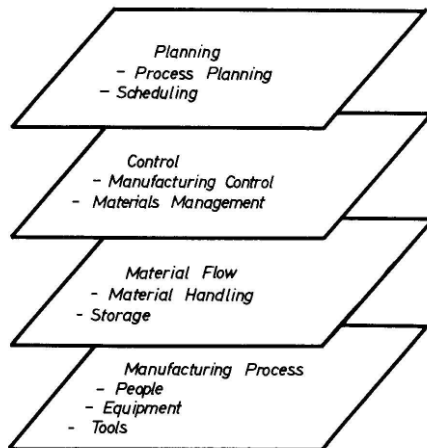 Planning
- Process Planning
- Scheduling
Control
- Manufacturing Control
- Materials Management
Material Flow
- Material Handling
- Storage
Manufacturing Process
- People
- Equipment
- Tools